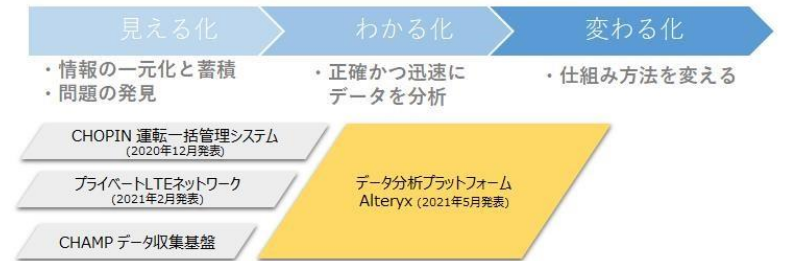 見える化
わかる化
変わる化
・情報の一元化と蓄積
・問題の発見
・正確かつ迅速に
データを分析
・仕組み方法を変える
CHOPIN 運転一括管理システム
(2020年12月発表)
プライベートLTEネットワーク
(2021年2月発表)
CHAMP データ収集基盤
データ分析プラットフォーム
Alteryx (2021年5月発表)